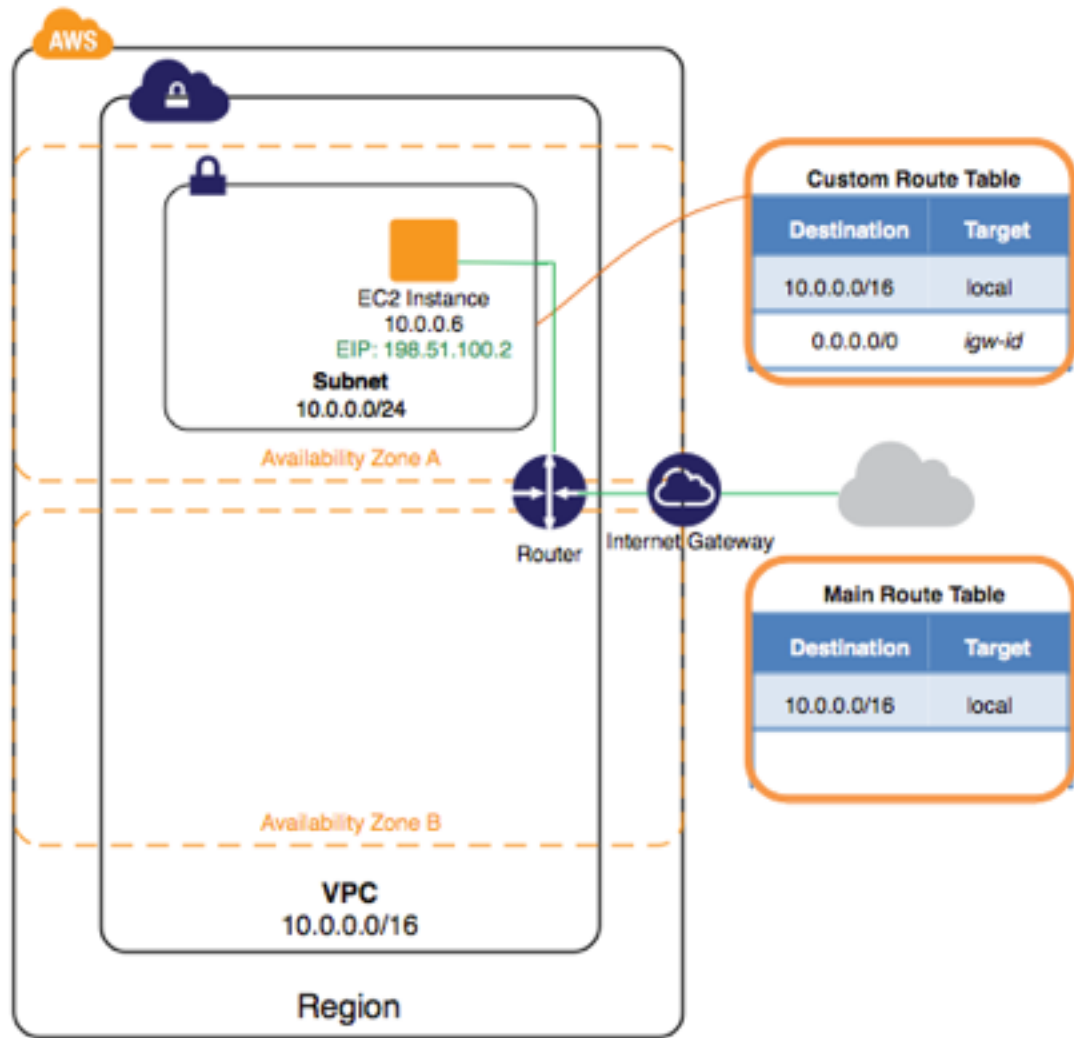 AWS
EC2 Instance
10.0.0.6
EIP: 198.51.100.2
Subnet
10.0.0.0/24
Availability Zone A
Router
Internet Gateway
Availability Zone B
VPC
10.0.0.0/16
Region
Custom Route Table
Destination Target
10.0.0.0/16 local
0.0.0.0/0 igw-id
Main Route Table
Destination Target
10.0.0.0/16 local